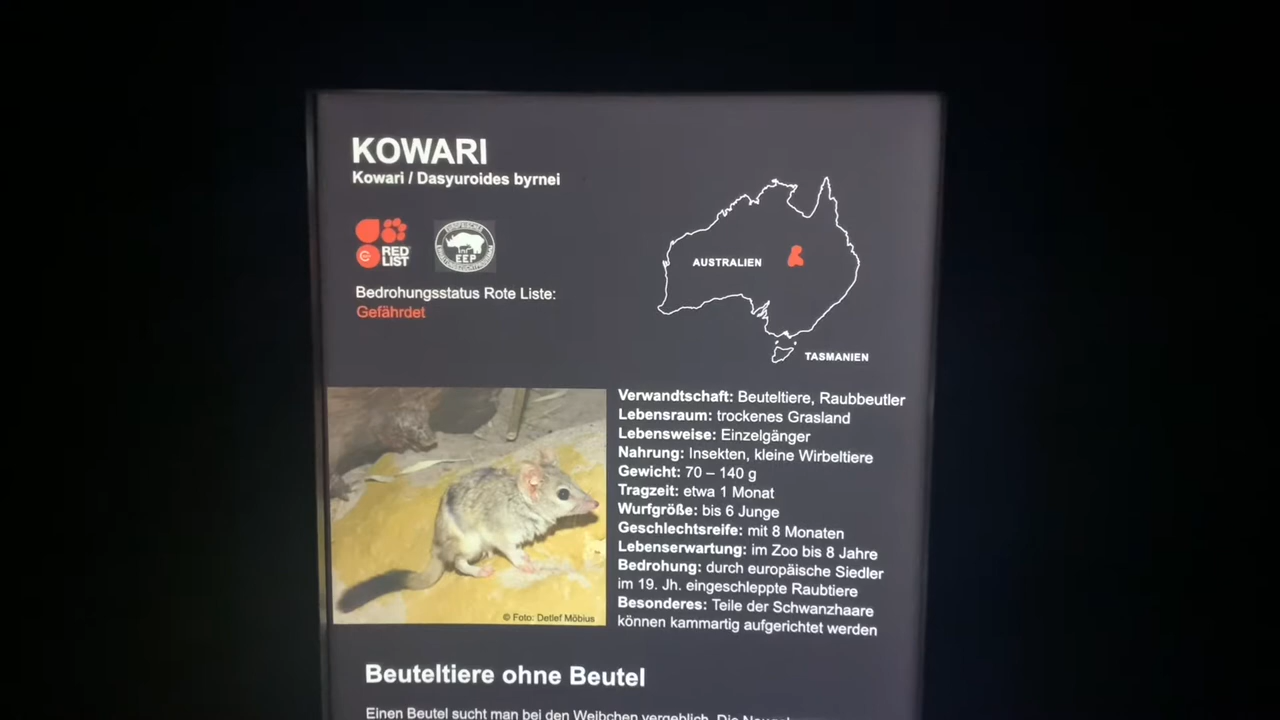 KOWARI
Kowari / Dasyuroides byrnei
RED
LIST
EUROPÄISCHES
EEP
Bedrohungsstatus Rote Liste:
Gefährdet
AUSTRALIEN
TASMANIEN
Verwandtschaft: Beuteltiere, Raubbeutler
Lebensraum: trockenes Grasland
Lebensweise: Einzelgänger
Nahrung: Insekten, kleine Wirbeltiere
Gewicht: 70 – 140 g
Tragzeit: etwa 1 Monat
Wurfgröße: bis 6 Junge
Geschlechtsreife: mit 8 Monaten
Lebenserwartung: im Zoo bis 8 Jahre
Bedrohung: durch europäische Siedler
im 19. Jh. eingeschleppte Raubtiere
Besonderes: Teile der Schwanzhaare
können kammartig aufgerichtet werden
© Foto: Detlef Möbius
Beuteltiere ohne Beutel
Einen Beutel sucht man bei den Weibchen vergeblich. Die